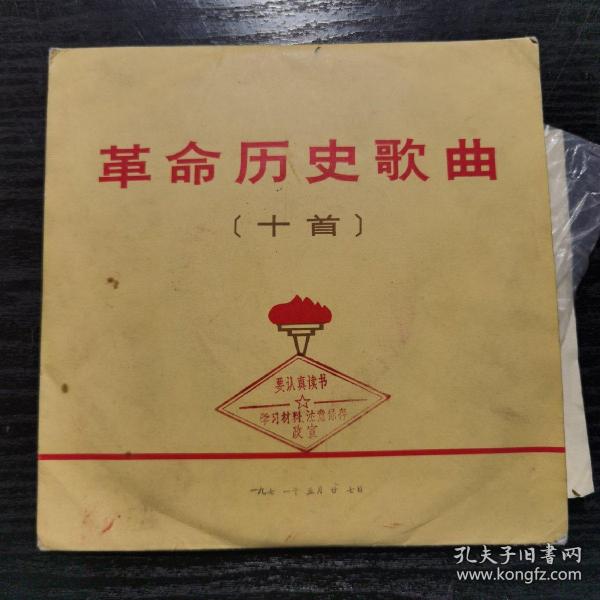 革命历史歌曲
〔十首〕
要认真读书
学习材料,注意保存
政宣
一九七一年五月廿七日
孔夫子旧书网
www.kongfz.com